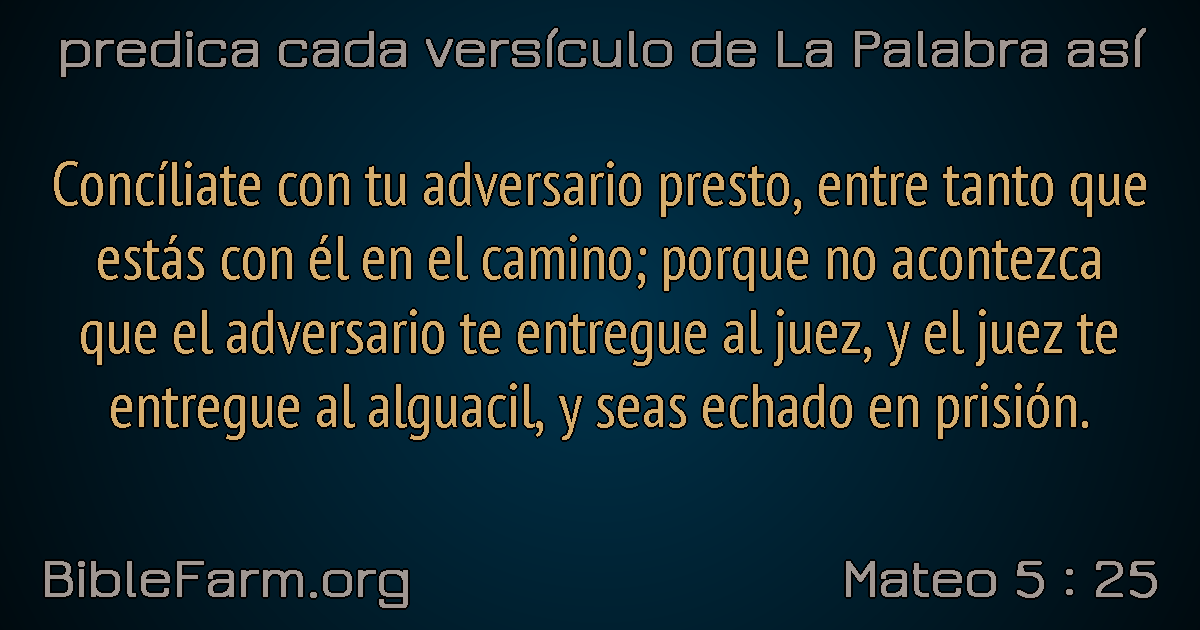 predica cada versículo de La Palabra así
Concíliate con tu adversario presto, entre tanto que
estás con él en el camino; porque no acontezca
que el adversario te entregue al juez, y el juez te
entregue al alguacil, y seas echado en prisión.
BibleFarm.org
Mateo 5 : 25